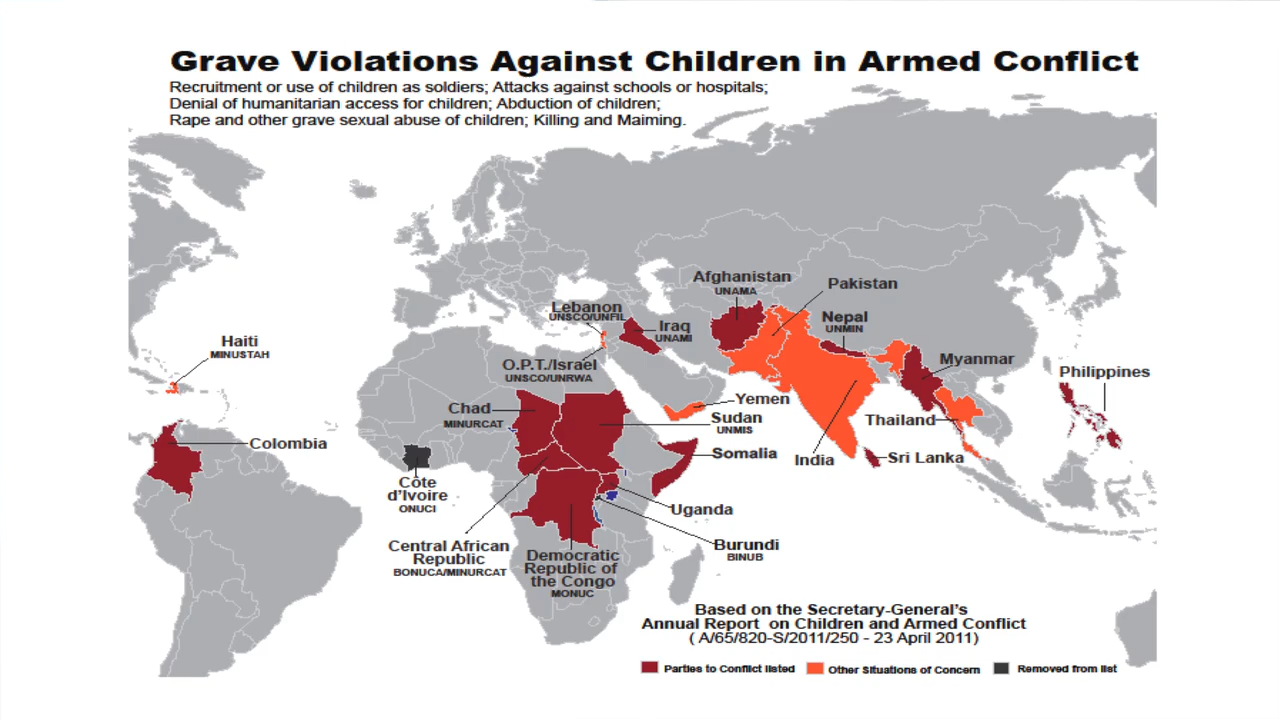 Grave Violations Against Children in Armed Conflict
Recruitment or use of children as soldiers; Attacks against schools or hospitals;
Denial of humanitarian access for children; Abduction of children;
Rape and other grave sexual abuse of children; Killing and Maiming.
Afghanistan
UNAMA
Pakistan
Lebanon
UNSCO/UNFIL
Iraq
UNAMI
Nepal
UNMIN
Haiti
MINUSTAH
O.P.T./Israel
UNSCO/UNRWA
Myanmar
Philippines
Chad
MINURCAT
Yemen
Sudan
UNMIS
Thailand
Colombia
Somalia
India
Sri Lanka
Côte
d'Ivoire
ONUCI
Uganda
Central African
Republic
BONUCA/MINURCAT
Democratic
Republic of
the Congo
MONUC
Burundi
BINUB
Based on the Secretary-General's
Annual Report on Children and Armed Conflict
( A/65/820-S/2011/250 - 23 April 2011)
Parties to Conflict listed
Other Situations of Concern
Removed from list